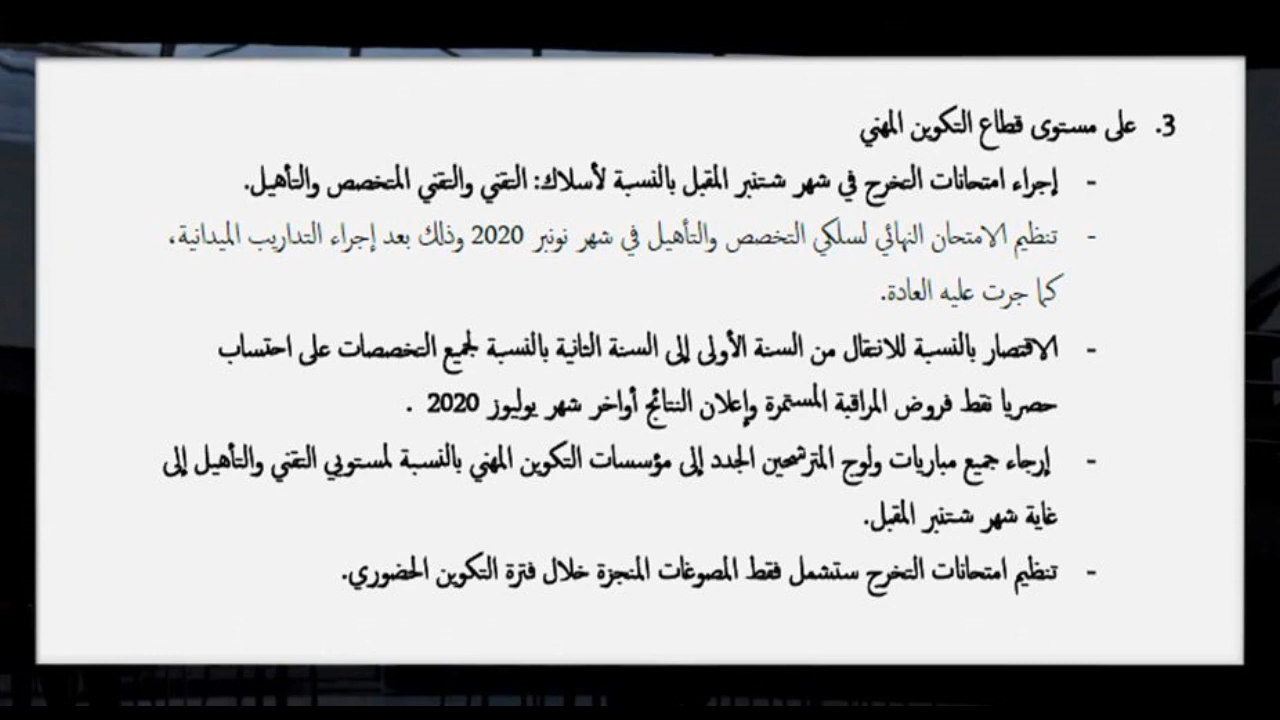 3. على مستوى قطاع التكوين المهني
- إجراء امتحانات التخرج في شهر شتنبر المقبل بالنسبة لأسلاك: التقني والتقني المتخصص والتأهيل.
- تنظيم الامتحان النهائي لسلكي التخصص والتأهيل في شهر نونبر 2020 وذلك بعد إجراء التداريب الميدانية،
كما جرت عليه العادة.
- الاقتصار بالنسبة للانتقال من السنة الأولى إلى السنة الثانية بالنسبة لجميع التخصصات على احتساب
حصريا نقط فروض المراقبة المستمرة وإعلان النتائج أواخر شهر يوليوز 2020 .
- إرجاء جميع مباريات ولوج المترشحين الجدد إلى مؤسسات التكوين المهني بالنسبة لمستويي التقني والتأهيل إلى
غاية شهر شتنبر المقبل.
- تنظيم امتحانات التخرج ستشمل فقط المصوغات المنجزة خلال فترة التكوين الحضوري.